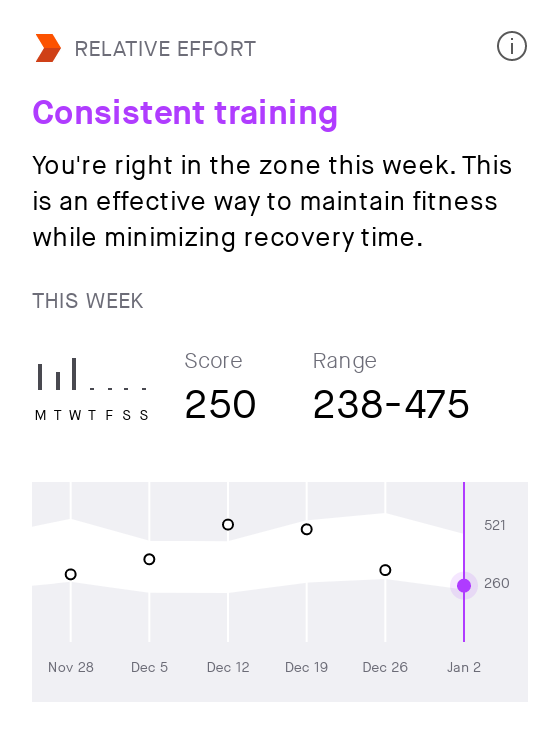 RELATIVE EFFORT
Consistent training
You're right in the zone this week. This
is an effective way to maintain fitness
while minimizing recovery time.
THIS WEEK
Score Range
250 238-475
M T W T F S S
521
260
Nov 28 Dec 5 Dec 12 Dec 19 Dec 26 Jan 2